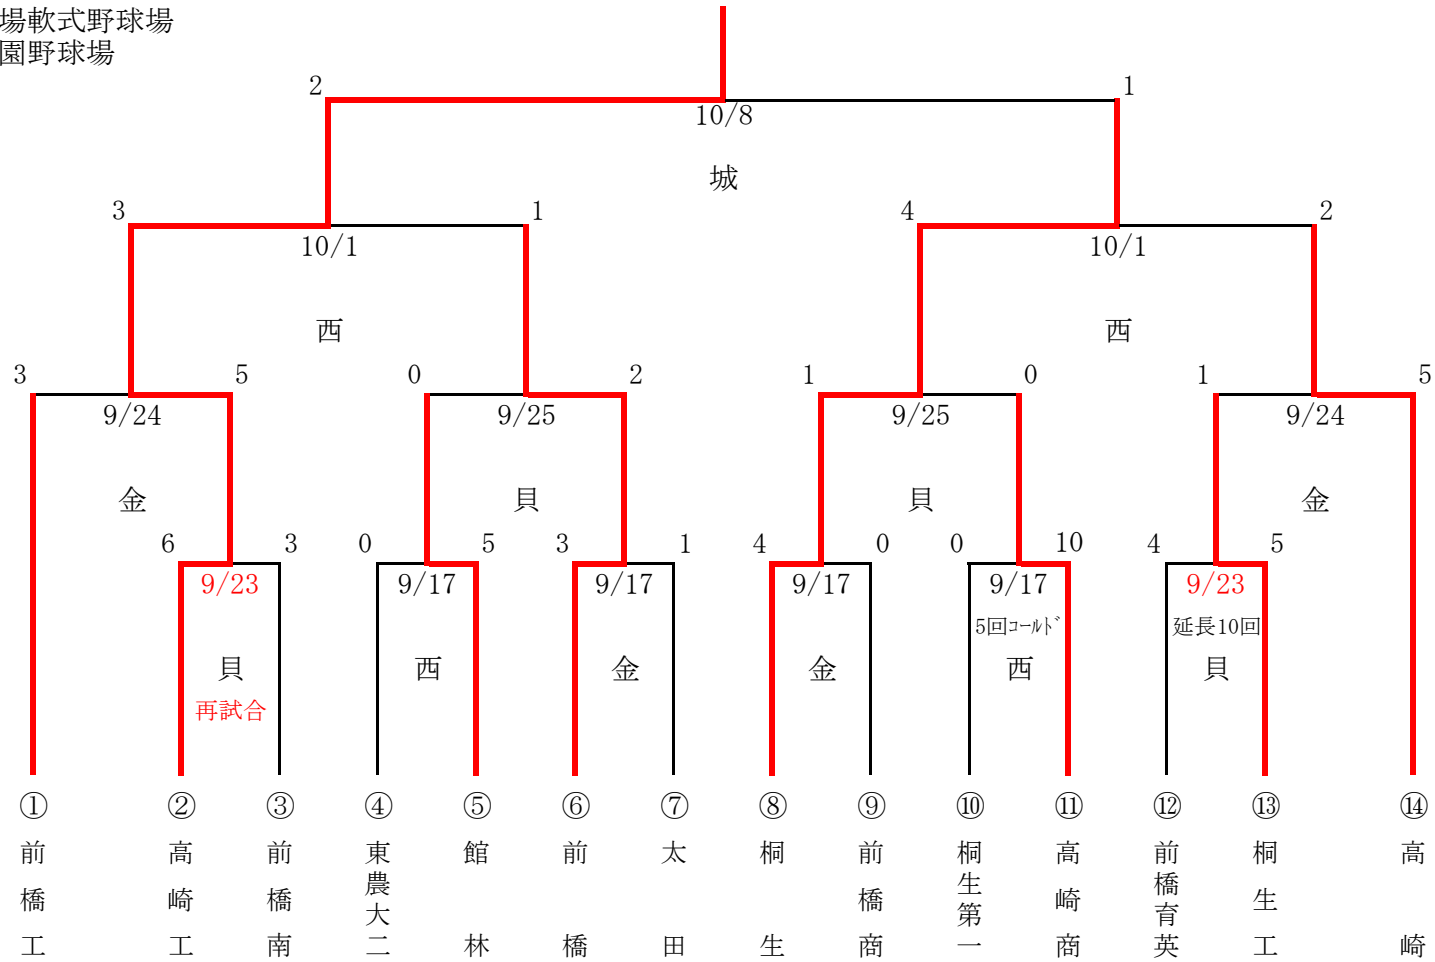 場軟式野球場
園野球場
2
1
10/8
城
3
1
4
2
10/1
10/1
西
西
3
5
0
2
1
0
1
5
9/24
9/25
9/25
9/24
金
貝
貝
金
6
3
0
5
3
1
4
0
0
10
4
5
9/23
9/17
9/17
9/17
9/17
9/23
5回ｺｰﾙﾄﾞ
延長10回
貝
西
金
金
西
貝
再試合
①
②
③
④
⑤
⑥
⑦
⑧
⑨
⑩
⑪
⑫
⑬
⑭
前橋工
高崎工
前橋南
東農大二
館林
前橋
太田
桐生
前橋商
桐生第一
高崎商
前橋育英
桐生工
高崎